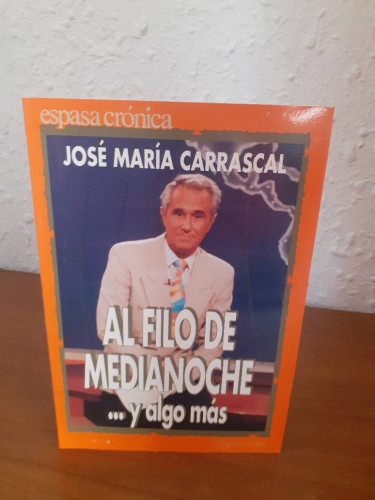 espasa crónica
JOSÉ MARÍA CARRASCAL
AL FILO DE
MEDIANOCHE
... y algo más